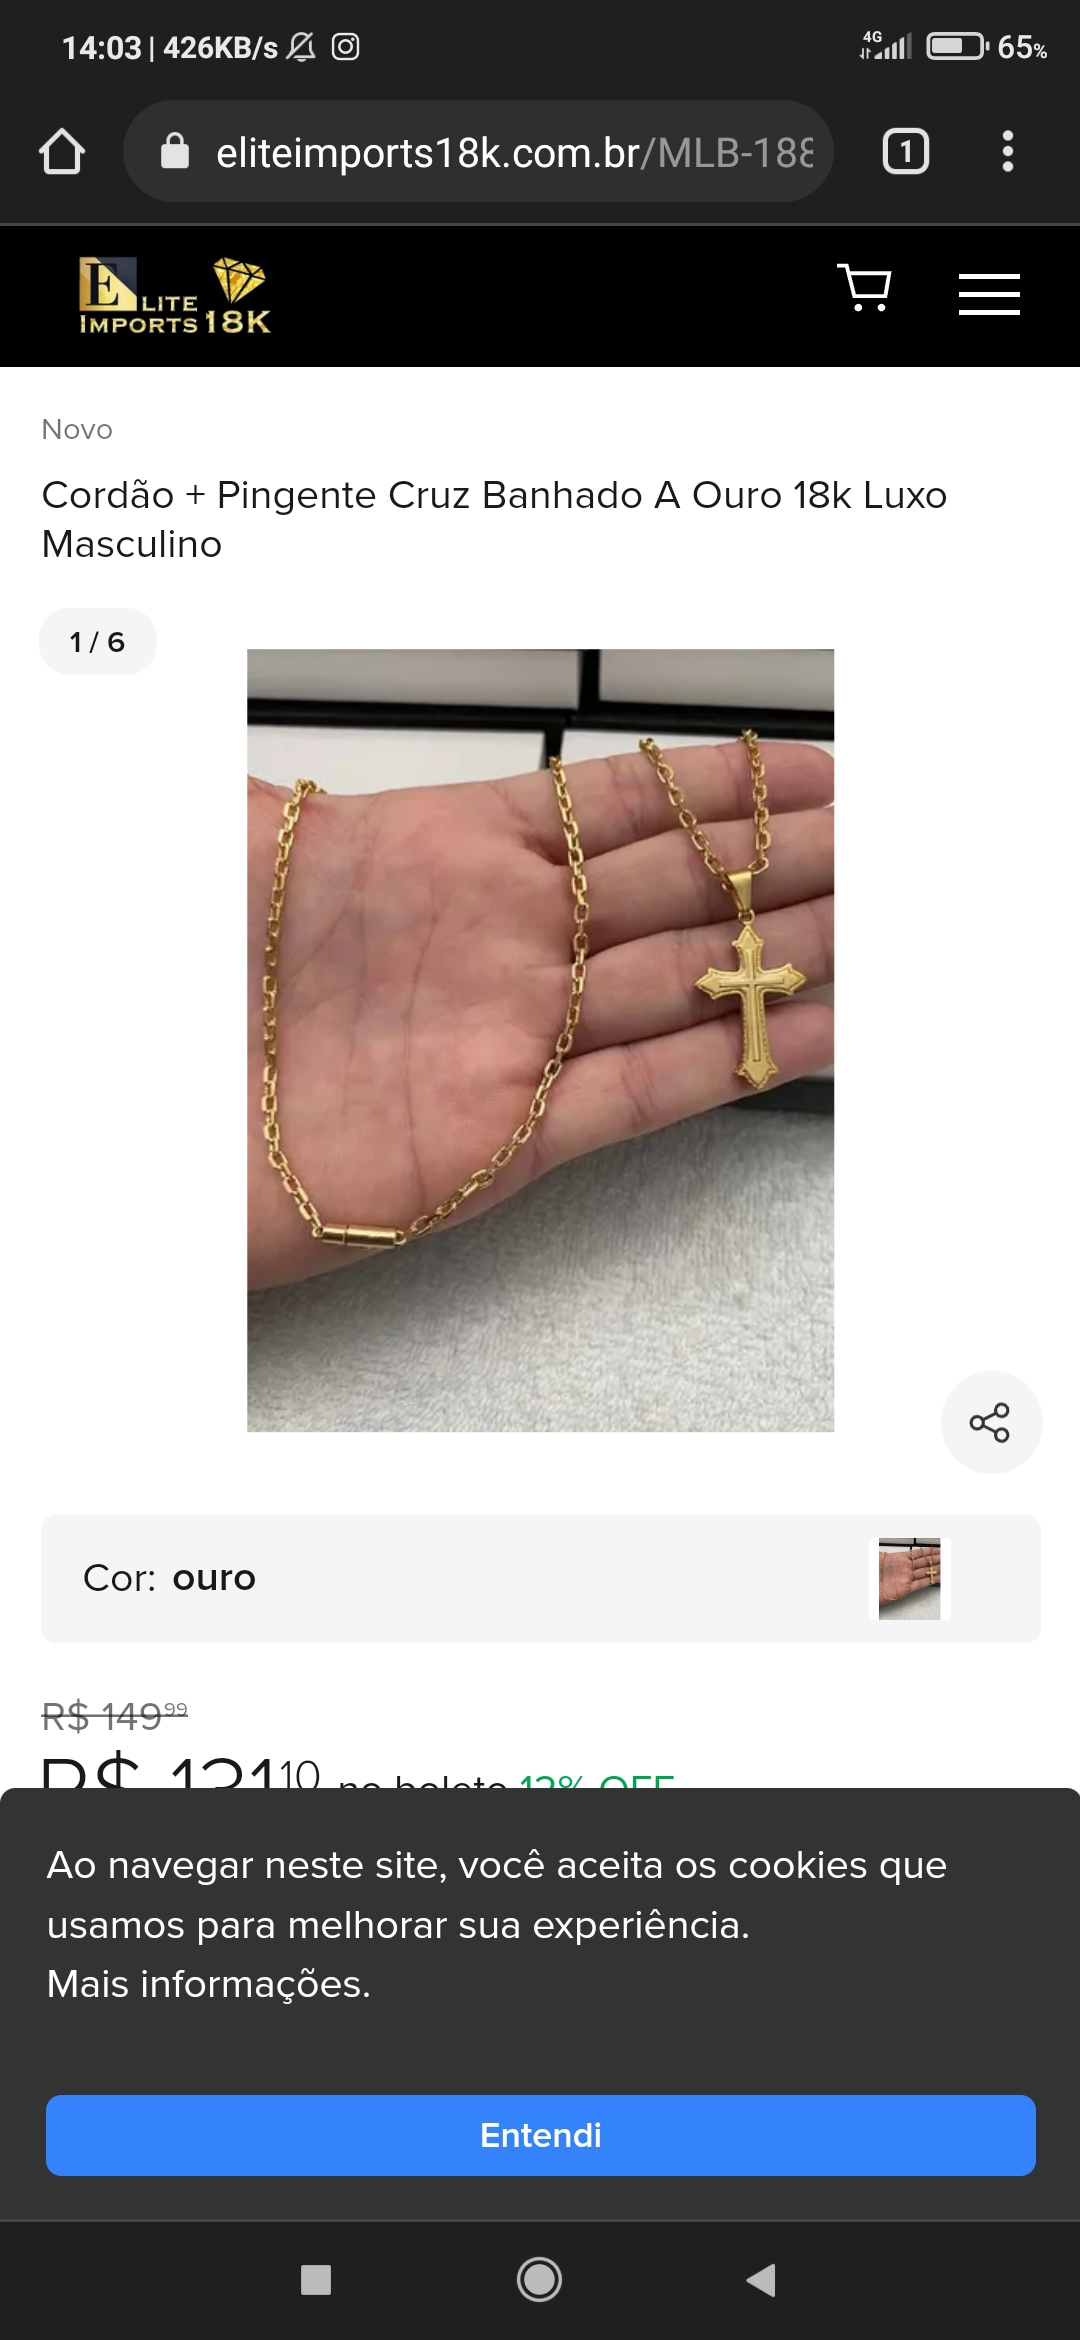 14:03 | 426KB/s
4G
65%
eliteimports18k.com.br/MLB-188
1
ELITE
IMPORTS 18K
Novo
Cordão + Pingente Cruz Banhado A Ouro 18k Luxo
Masculino
1 / 6
Cor: ouro
R$ 149 99
R$ 131 10 no boleto 12% OFF
Ao navegar neste site, você aceita os cookies que
usamos para melhorar sua experiência.
Mais informações.
Entendi